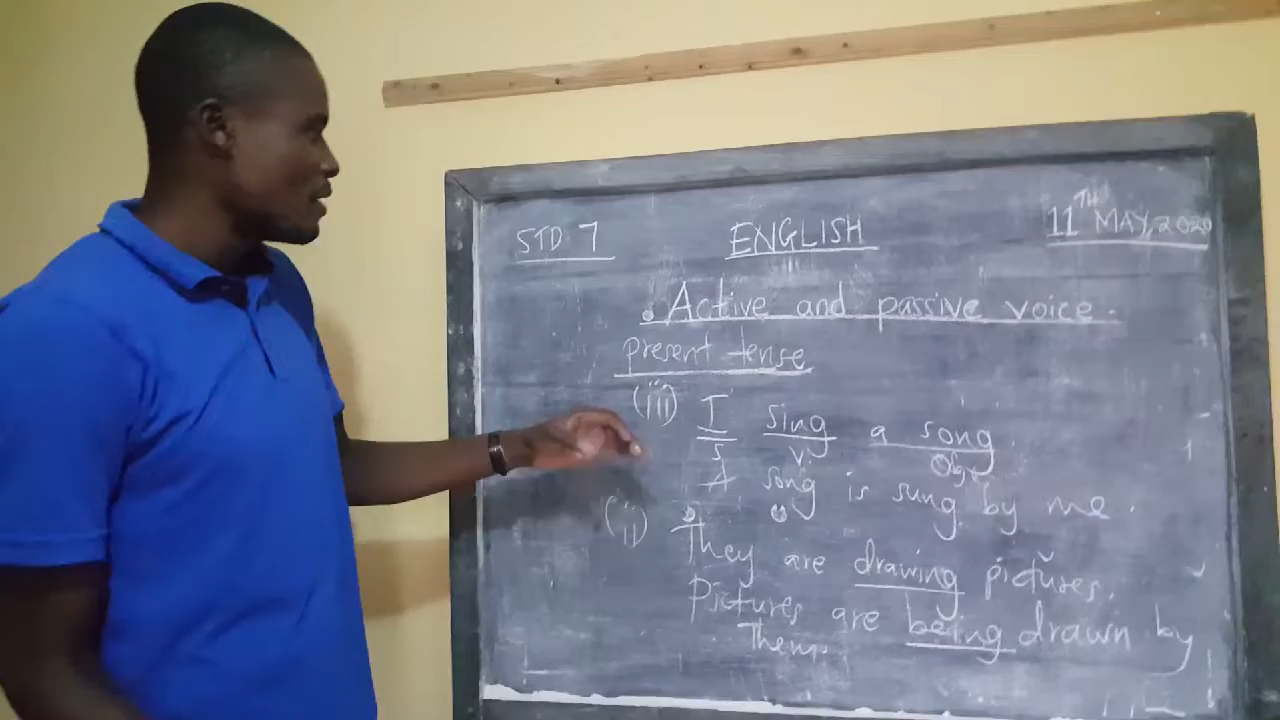 STD 7 ENGLISH 11TH MAY, 2020
Active and passive voice.
present tense
(iii) I sing a song.
S V Obj
A song is sung by me.
(ii) They are drawing pictures.
Pictures are being drawn by
Them.